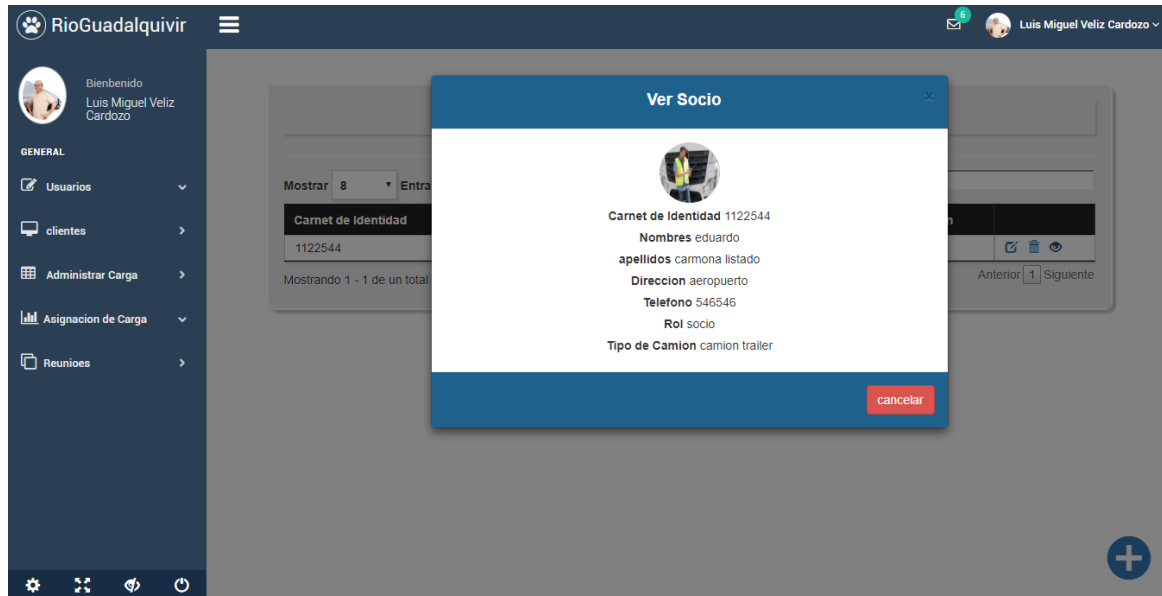 RioGuadalquivir
6
Luis Miguel Veliz Cardozo
Bienbenido
Luis Miguel Veliz
Cardozo
GENERAL
Usuarios
clientes
Administrar Carga
Asignacion de Carga
Reunioes
Mostrar 8 Entra
Carnet de Identidad
n
1122544
Mostrando 1 - 1 de un total
Anterior 1 Siguiente
Ver Socio
x
Carnet de Identidad 1122544
Nombres eduardo
apellidos carmona listado
Direccion aeropuerto
Telefono 546546
Rol socio
Tipo de Camion camion trailer
cancelar